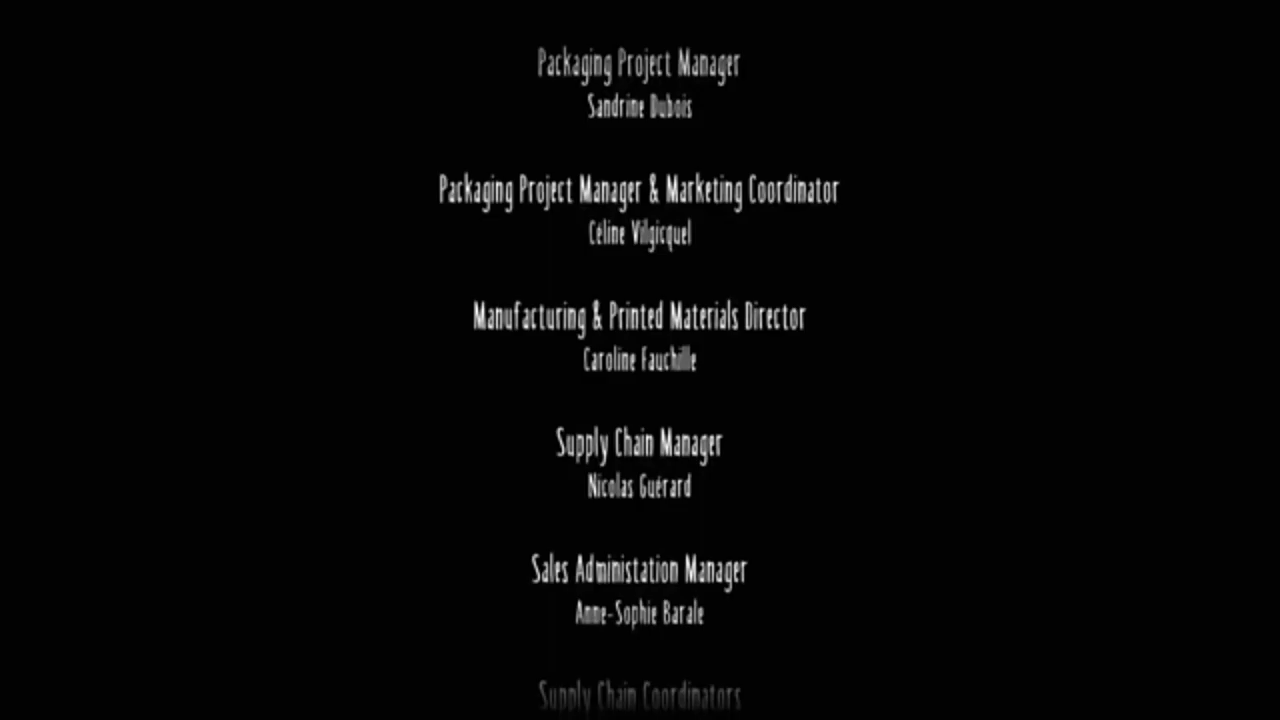 Packaging Project Manager
Sandrine Dubois
Packaging Project Manager & Marketing Coordinator
Céline Vilgicquel
Manufacturing & Printed Materials Director
Caroline Fauchille
Supply Chain Manager
Nicolas Guérard
Sales Administation Manager
Anne-Sophie Barale
Supply Chain Coordinators